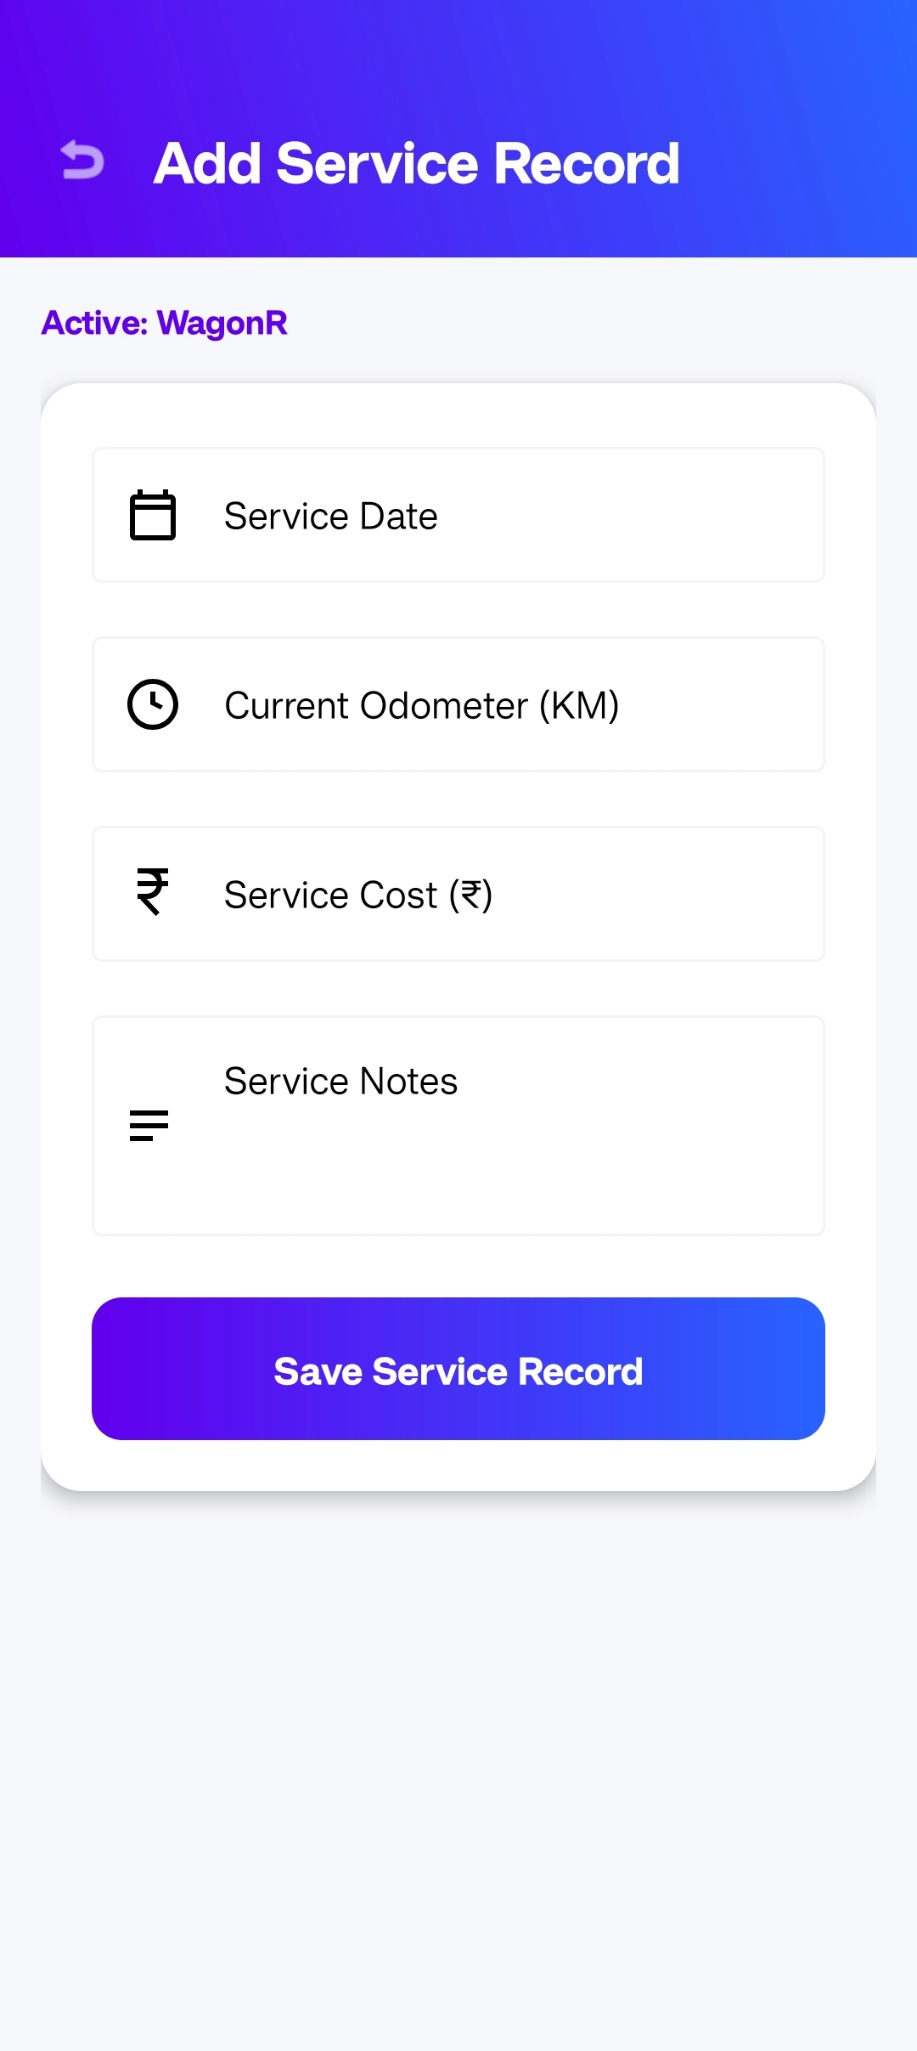 Add Service Record
Active: WagonR
Service Date
Current Odometer (KM)
₹ Service Cost (₹)
Service Notes
Save Service Record